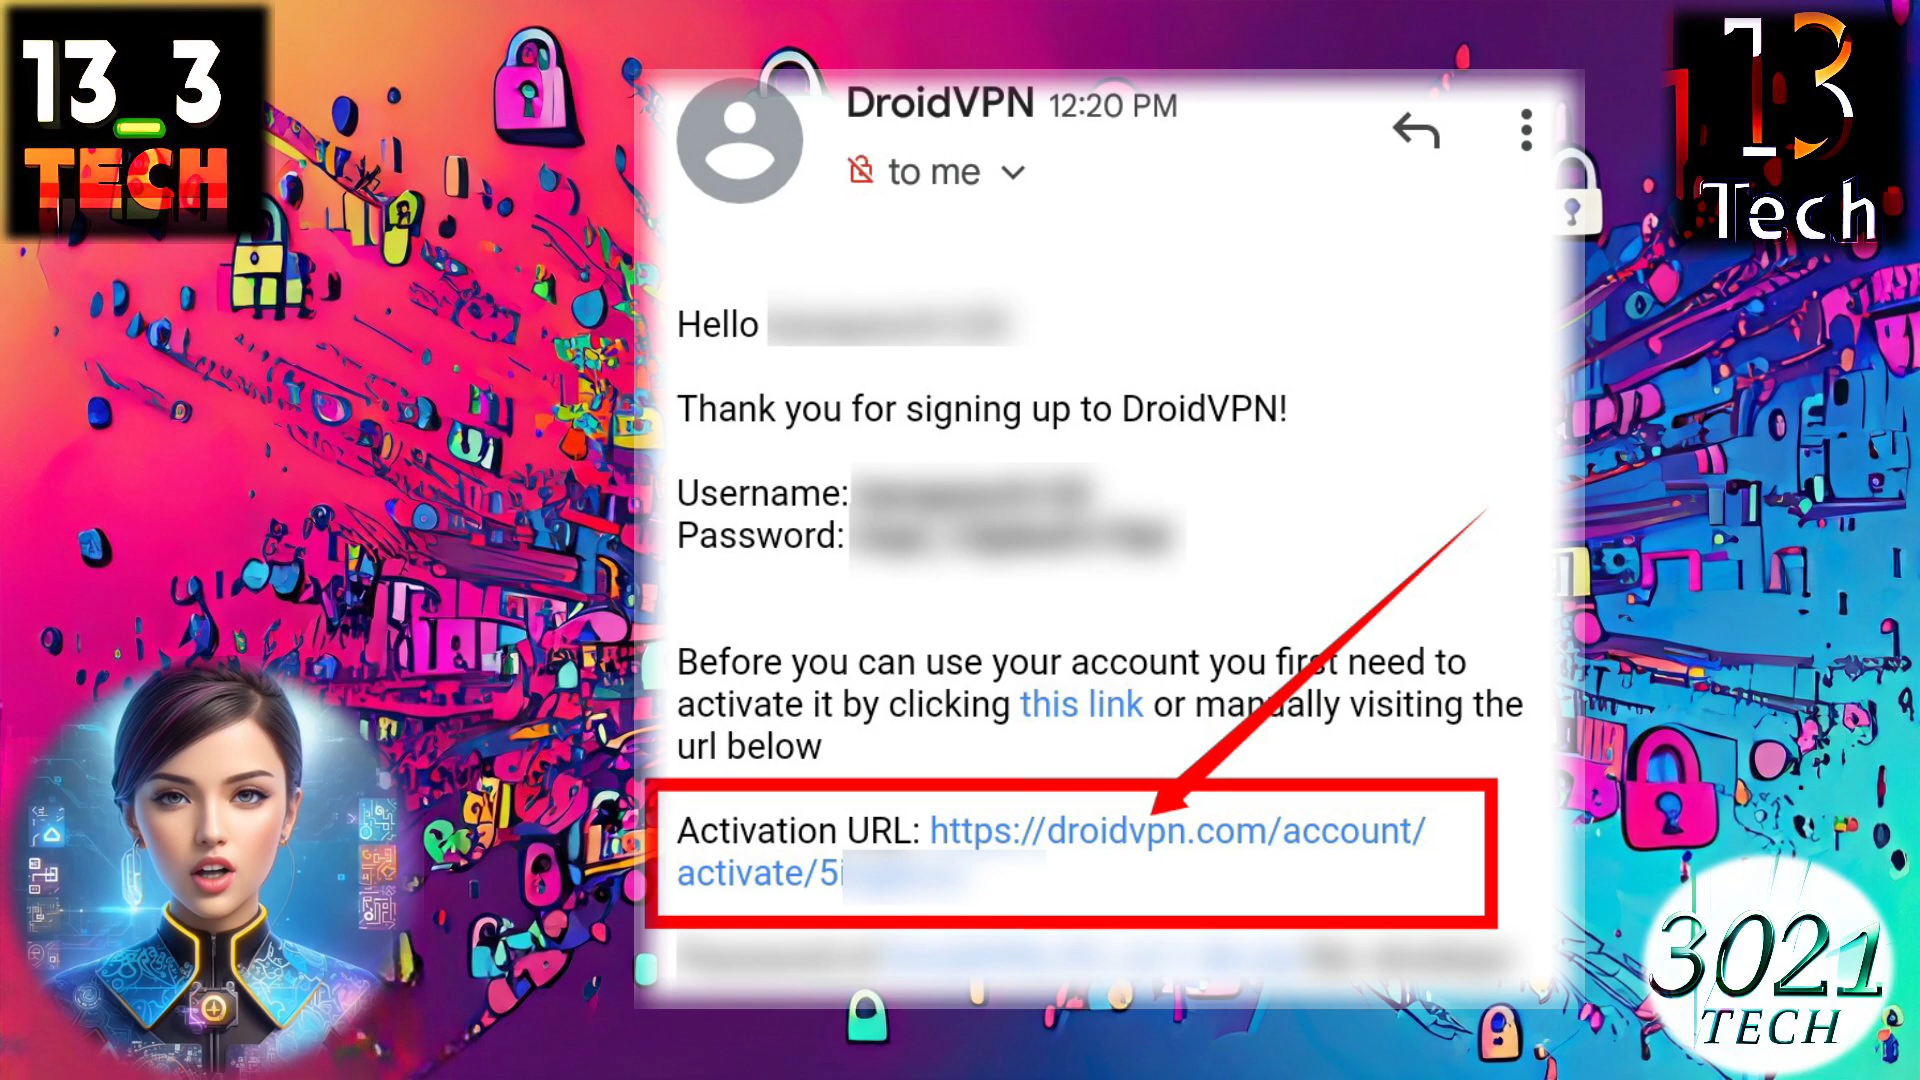 13_3
TECH
13
Tech
DroidVPN 12:20 PM
to me
Hello
Thank you for signing up to DroidVPN!
Username:
Password:
Before you can use your account you first need to
activate it by clicking this link or manually visiting the
url below
Activation URL: https://droidvpn.com/account/
activate/5i
3021
TECH